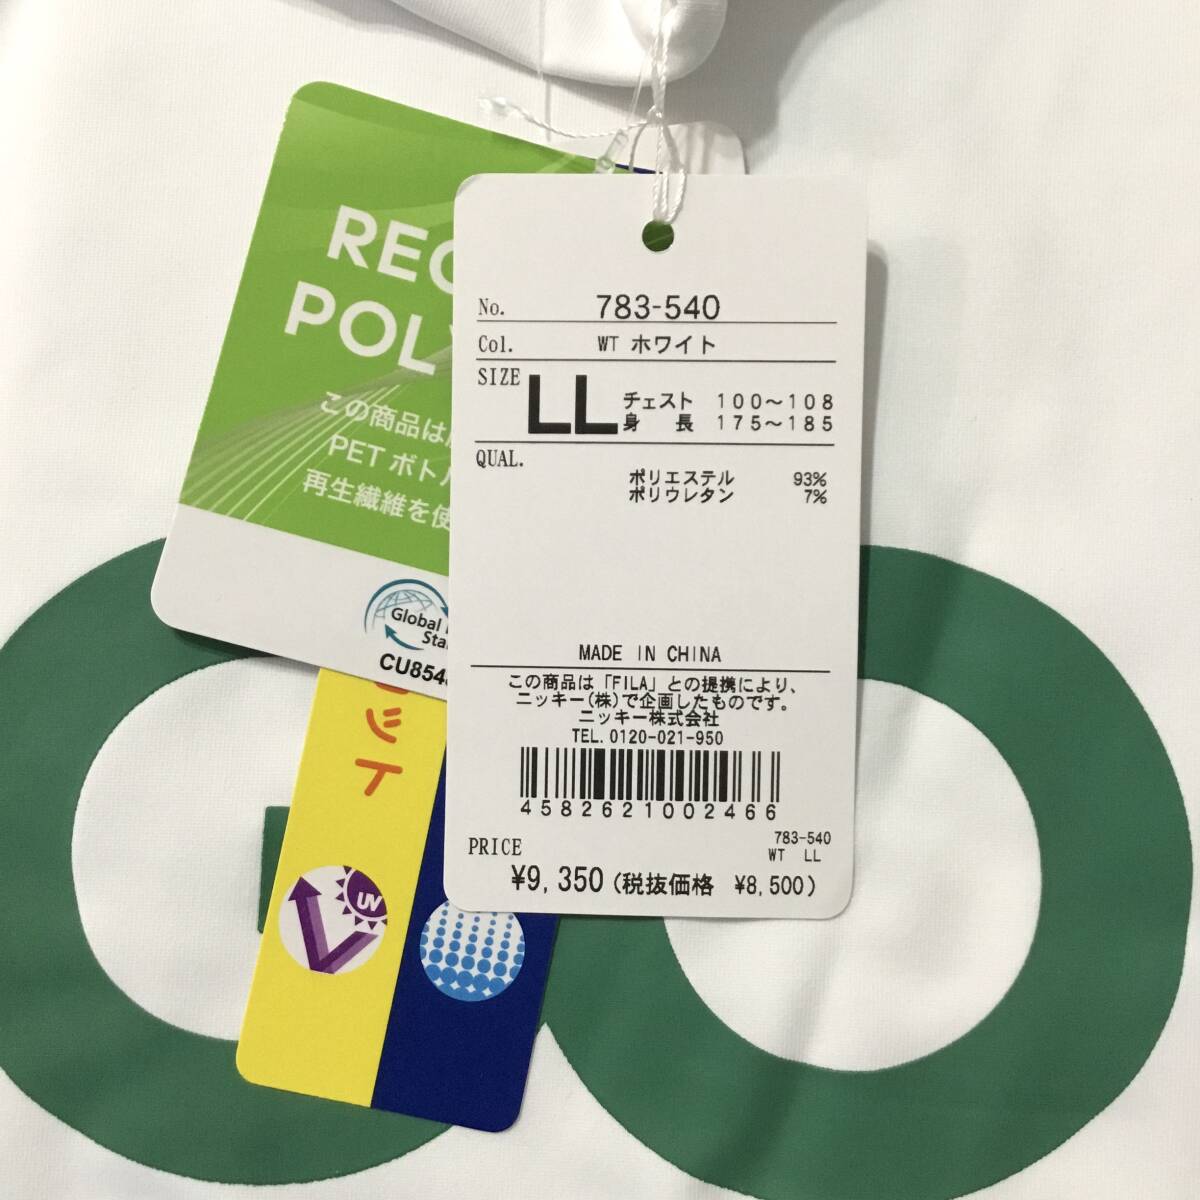 No. 783-540
Col. WT ホワイト
SIZE LL チェスト 100〜108
身長 175〜185
QUAL.
ポリエステル 93%
ポリウレタン 7%
MADE IN CHINA
この商品は「FILA」との提携により、
ニッキー(株)で企画したものです。
ニッキー株式会社
TEL. 0120-021-950
4582621002466
783-540
WT LL
PRICE
¥9,350(税抜価格 ¥8,500)
この商品は
PETボトル
再生繊維を使
Global
UV
GO